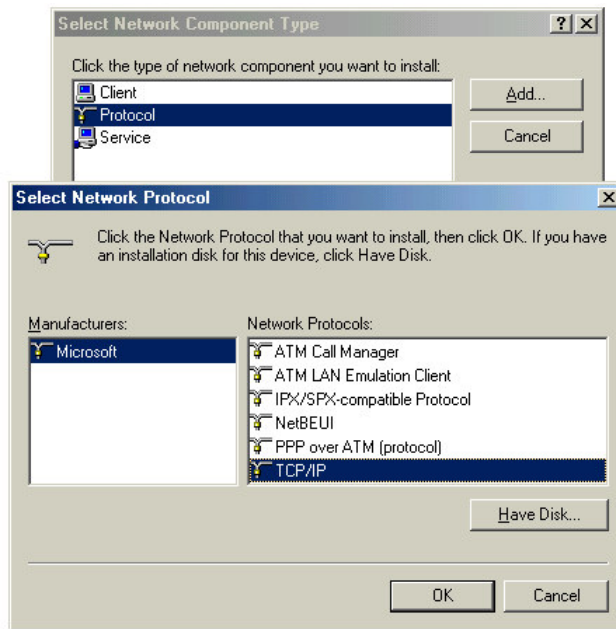 Select Network Component Type
Click the type of network component you want to install:
Client
Protocol
Service
Add...
Cancel
Select Network Protocol
Click the Network Protocol that you want to install, then click OK. If you have
an installation disk for this device, click Have Disk.
Manufacturers:
Microsoft
Network Protocols:
ATM Call Manager
ATM LAN Emulation Client
IPX/SPX-compatible Protocol
NetBEUI
PPP over ATM (protocol)
TCP/IP
Have Disk...
OK
Cancel